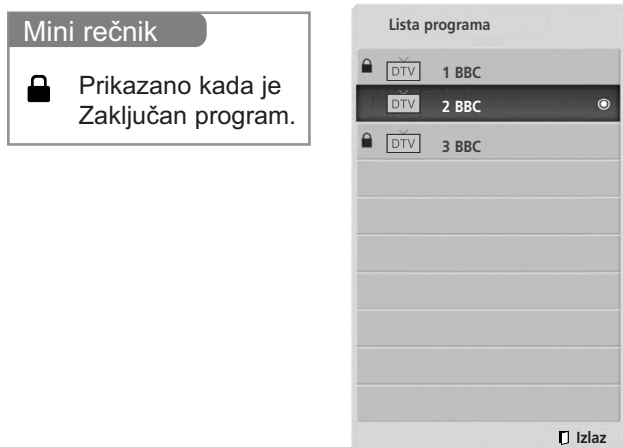 Mini rečnik
Prikazano kada je
Zaključan program.
Lista programa
DTV 1 BBC
DTV 2 BBC
DTV 3 BBC
Izlaz